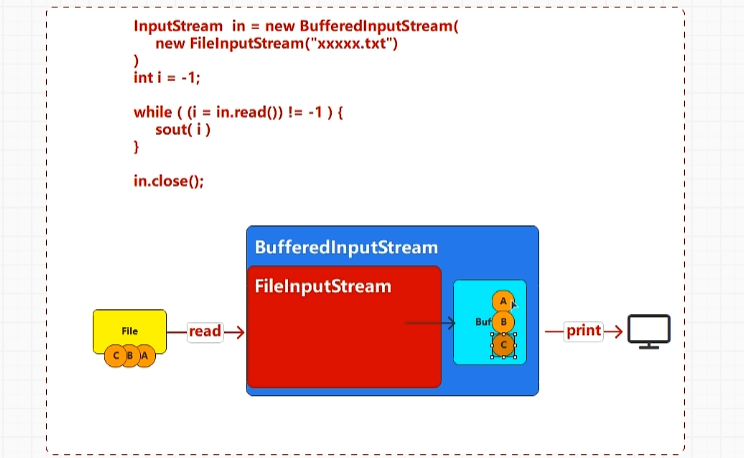 InputStream in = new BufferedInputStream(
new FileInputStream("xxxxx.txt")
)
int i = -1;
while ( (i = in.read()) != -1 ) {
sout( i )
}
in.close();
BufferedInputStream
FileInputStream
File
C B A
read
A
Buf B
C
print